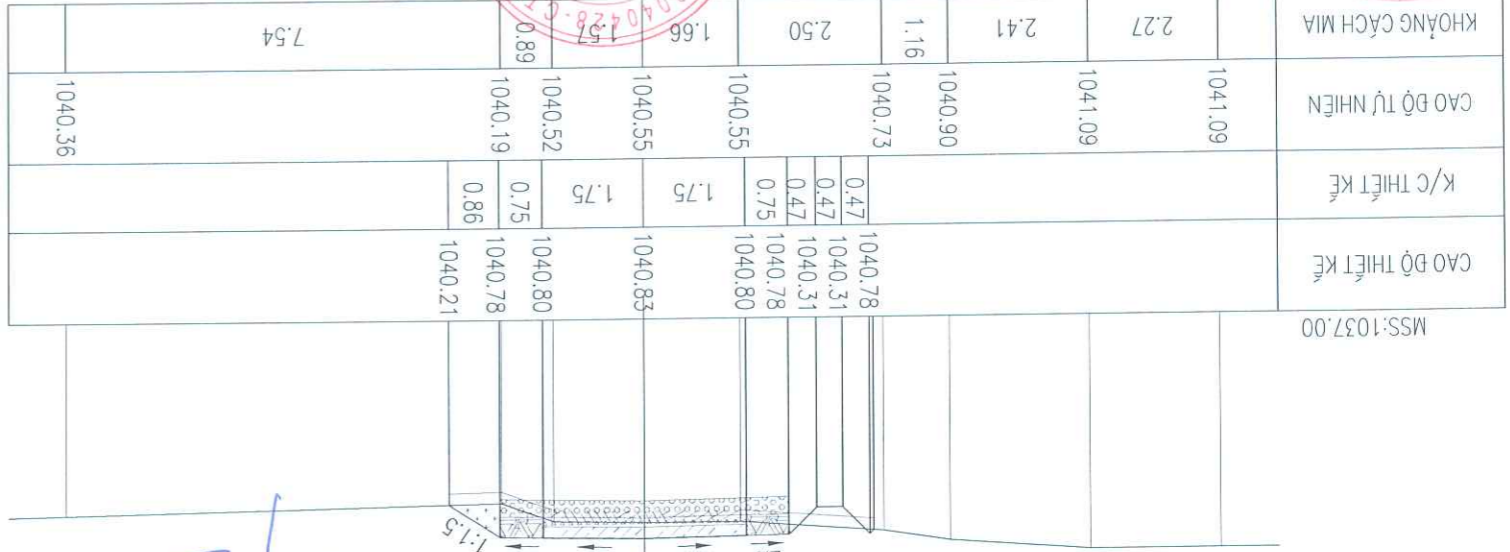 1:1.5
MSS:1037.00
CAO ĐỘ THIẾT KẾ 1040.78 1040.31 1040.31 1040.78 1040.80 1040.83 1040.80 1040.78 1040.21
K/C THIẾT KẾ 0.47 0.47 0.47 0.75 1.75 1.75 0.75 0.86
CAO ĐỘ TỰ NHIÊN 1041.09 1041.09 1040.90 1040.73 1040.55 1040.55 1040.52 1040.19 1040.36
KHOẢNG CÁCH MIA 2.27 2.41 1.16 2.50 1.66 1.57 0.89 7.54